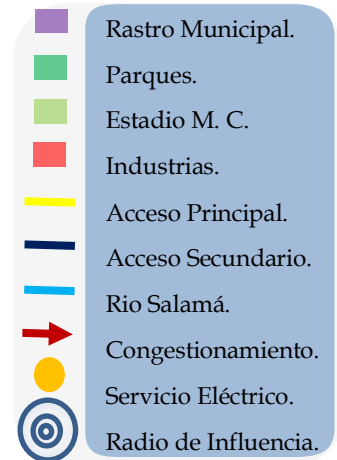 Rastro Municipal.
Parques.
Estadio M. C.
Industrias.
Acceso Principal.
Acceso Secundario.
Rio Salamá.
Congestionamiento.
Servicio Eléctrico.
Radio de Influencia.